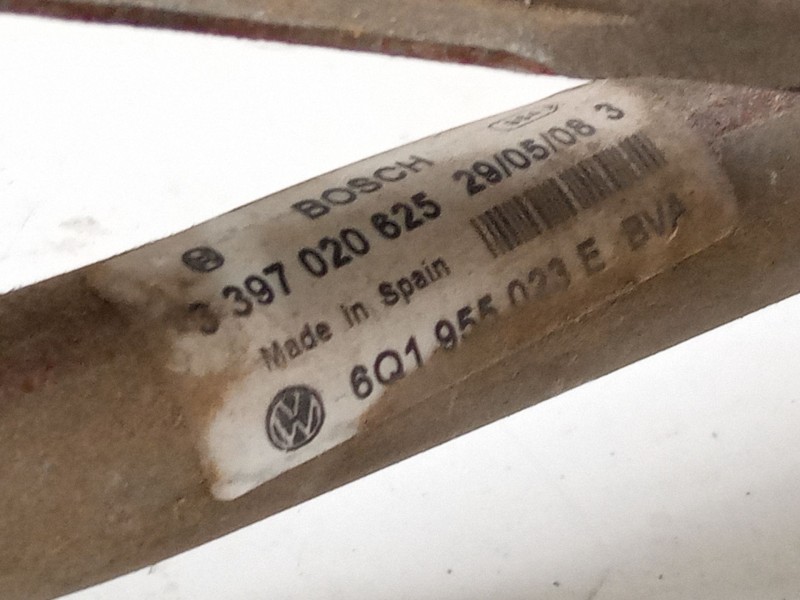 BOSCH
3 397 020 625 29/05/08 3
Made in Spain
6Q1 955 023 E BVA